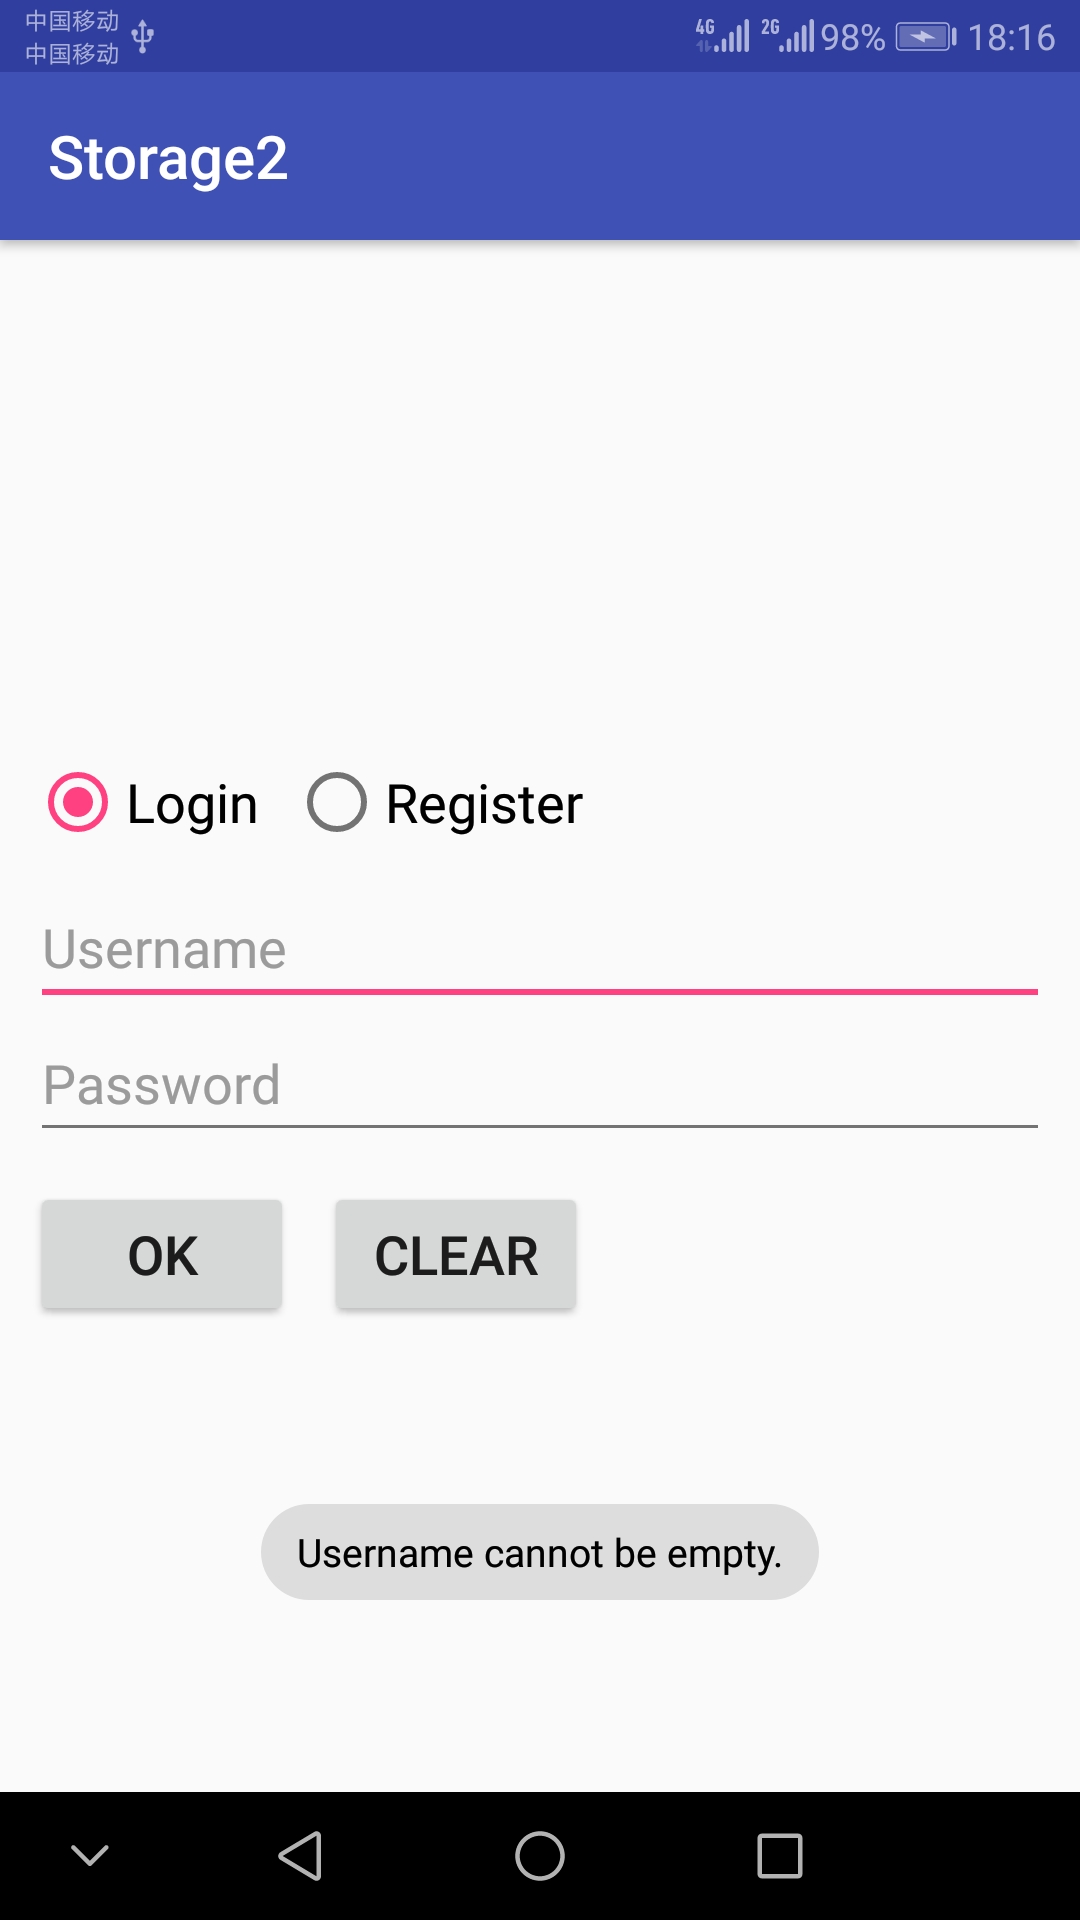 中国移动
中国移动
4G 2G 98% 18:16
Storage2
Login Register
Username
Password
OK CLEAR
Username cannot be empty.